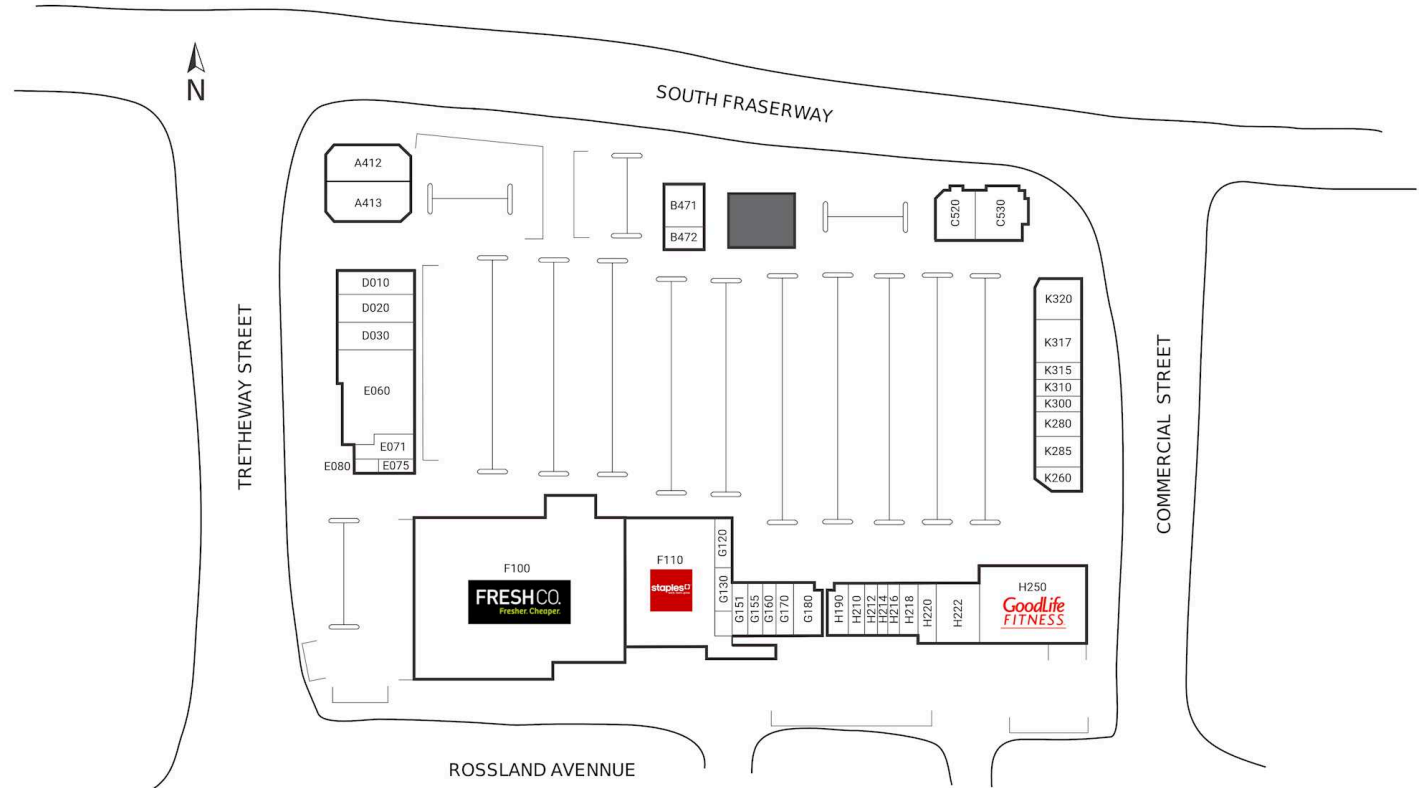 N
SOUTH FRASERWAY
A412
A413
B471
B472
C520
C530
D010
D020
D030
E060
E071
E080
E075
TRETHEWAY STREET
K320
K317
K315
K310
K300
K280
K285
K260
COMMERCIAL STREET
F100
FRESHCO.
Fresher. Cheaper.
F110
staples
G120
G130
G151
G155
G160
G170
G180
H190
H210
H212
H214
H216
H218
H220
H222
H250
GoodLife
FITNESS
ROSSLAND AVENNUE